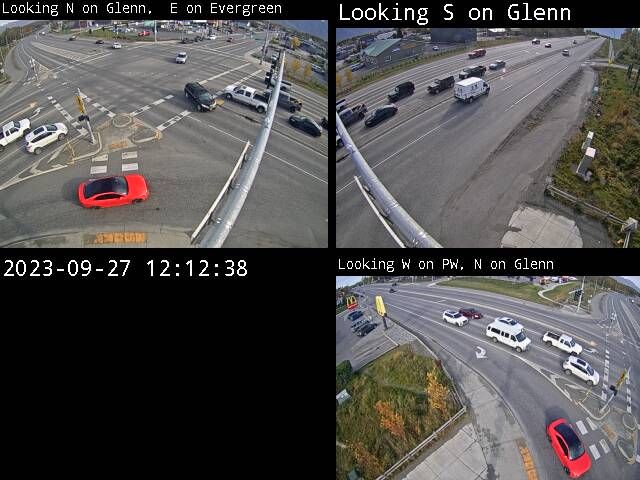 Looking N on Glenn, E on Evergreen
Looking S on Glenn
2023-09-27 12:12:38
Looking W on PW, N on Glenn